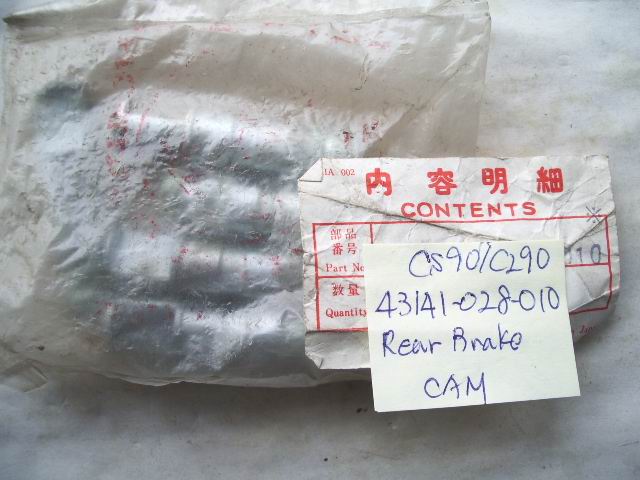 1A 002
内容明細
CONTENTS
部品
番号
Part No
10
数量
Quantity
CS90/C290
43141-028-010
Rear Brake
CAM